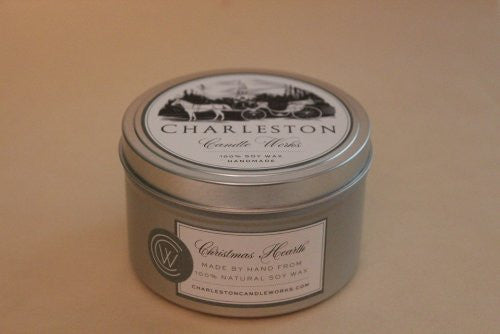 CHARLESTON
Candle Works
100% SOY WAX
HANDMADE
CW
Christmas Hearth
MADE BY HAND FROM
100% NATURAL SOY WAX
CHARLESTONCANDLEWORKS.COM